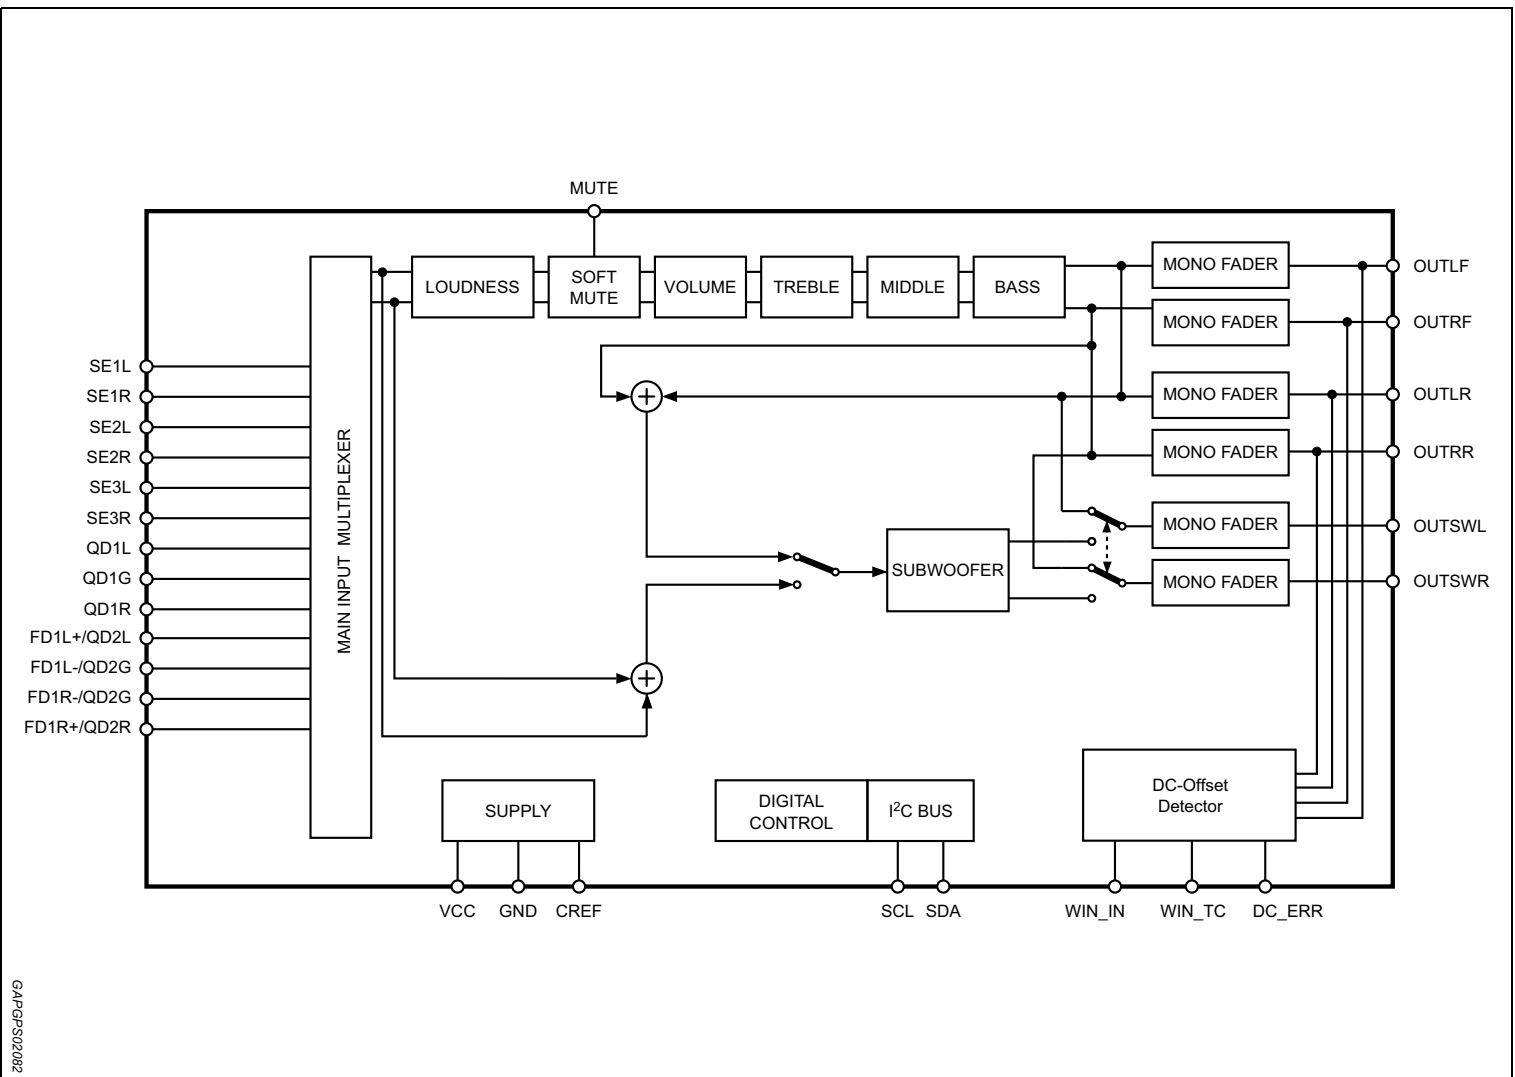 MUTE
LOUDNESS
SOFT
MUTE
VOLUME
TREBLE
MIDDLE
BASS
MONO FADER
OUTLF
MONO FADER
OUTRF
MONO FADER
OUTLR
MONO FADER
OUTRR
MONO FADER
OUTSWL
MONO FADER
OUTSWR
SE1L
SE1R
SE2L
SE2R
SE3L
SE3R
QD1L
QD1G
QD1R
FD1L+/QD2L
FD1L-/QD2G
FD1R-/QD2G
FD1R+/QD2R
MAIN INPUT MULTIPLEXER
+
+
SUBWOOFER
SUPPLY
DIGITAL
CONTROL
I²C BUS
DC-Offset
Detector
VCC
GND
CREF
SCL
SDA
WIN_IN
WIN_TC
DC_ERR
GAPGPS02082